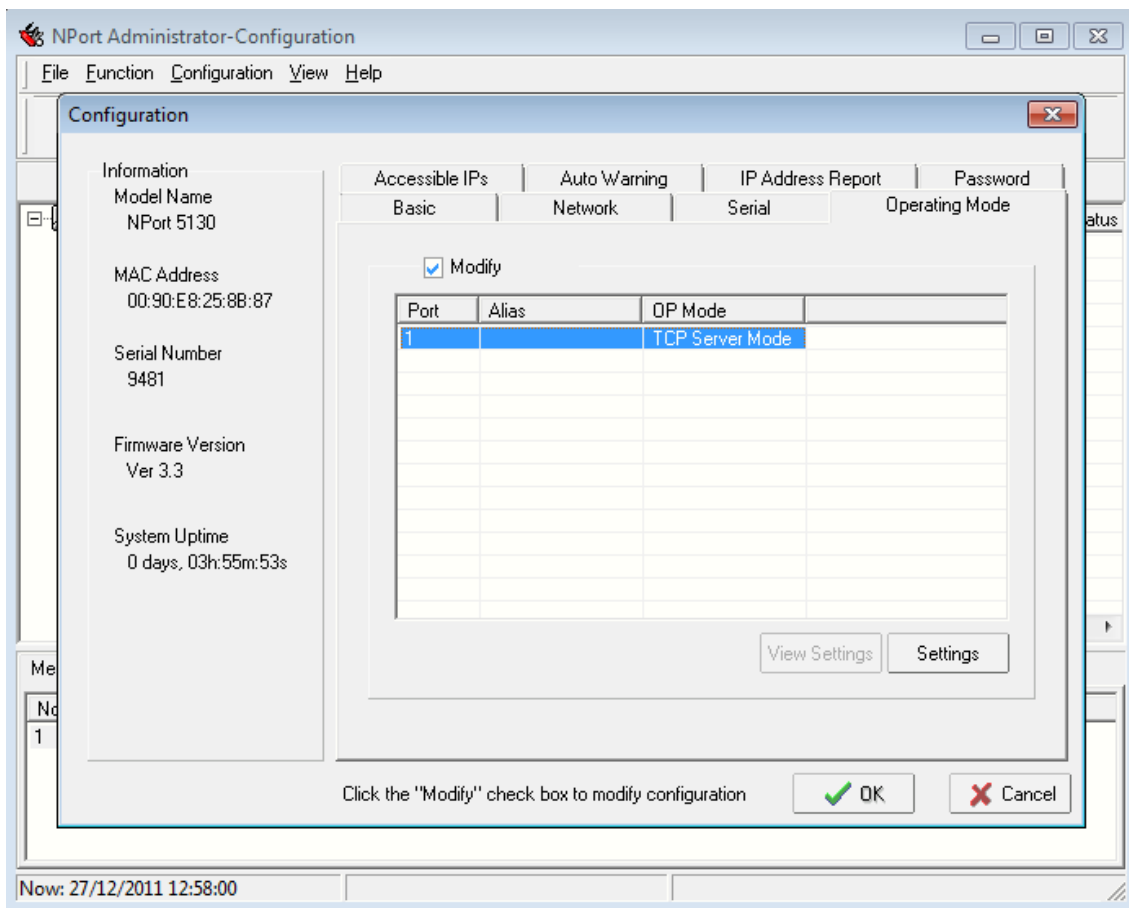 NPort Administrator-Configuration
File Function Configuration View Help
Configuration
Information
Model Name
NPort 5130
MAC Address
00:90:E8:25:8B:87
Serial Number
9481
Firmware Version
Ver 3.3
System Uptime
0 days, 03h:55m:53s
Accessible IPs Auto Warning IP Address Report Password
Basic Network Serial Operating Mode
Modify
Port Alias OP Mode
1 TCP Server Mode
View Settings Settings
Click the "Modify" check box to modify configuration OK Cancel
atus
Me
No
1
Now: 27/12/2011 12:58:00